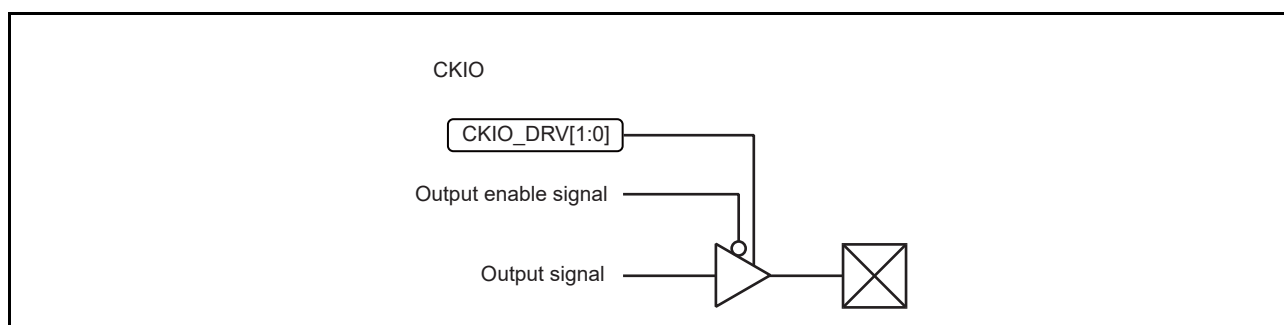 CKIO
CKIO_DRV[1:0]
Output enable signal
Output signal